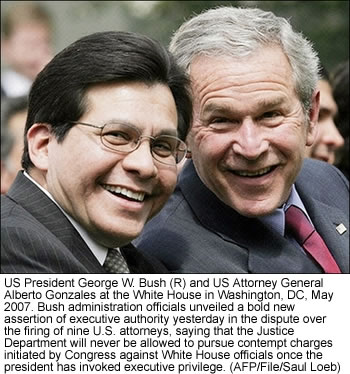 US President George W. Bush (R) and US Attorney General
Alberto Gonzales at the White House in Washington, DC, May
2007. Bush administration officials unveiled a bold new
assertion of executive authority yesterday in the dispute over
the firing of nine U.S. attorneys, saying that the Justice
Department will never be allowed to pursue contempt charges
initiated by Congress against White House officials once the
president has invoked executive privilege. (AFP/File/Saul Loeb)